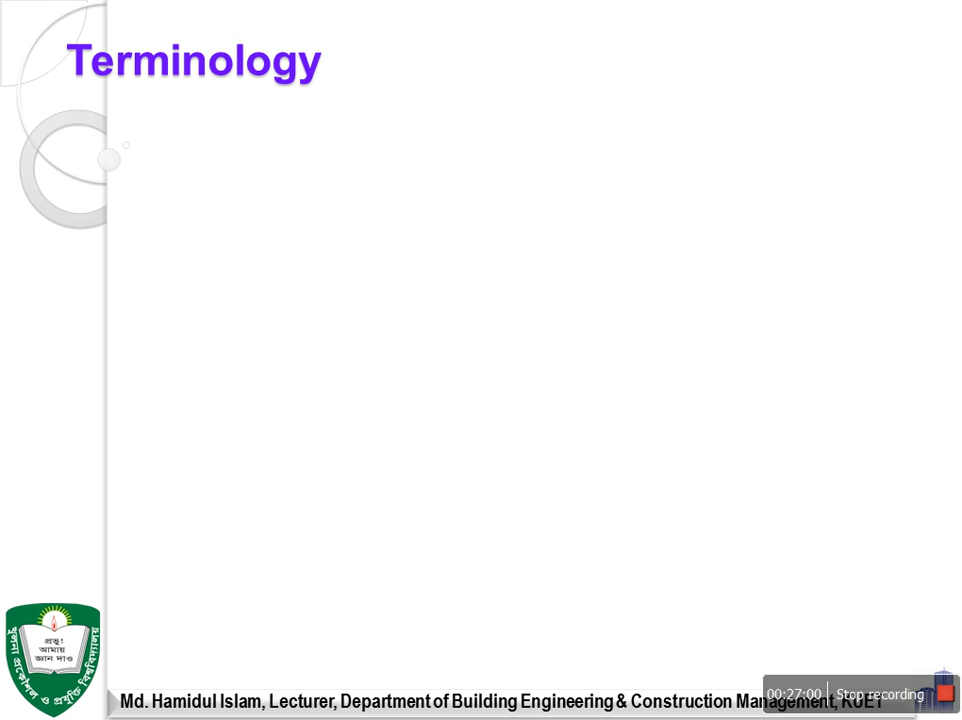 Terminology
প্রভু!
আমায়
জ্ঞান দাও
খুলনা প্রকৌশল ও প্রযুক্তি বিশ্ববিদ্যালয়
Md. Hamidul Islam, Lecturer, Department of Building Engineering & Construction Management, KUET
00:27:00 Stop recording